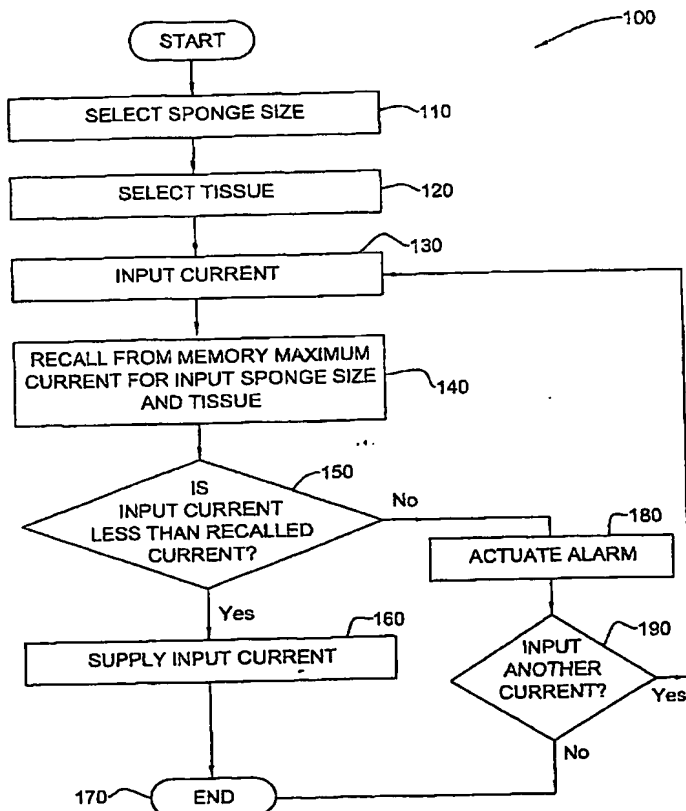 100
START
SELECT SPONGE SIZE
110
SELECT TISSUE
120
130
INPUT CURRENT
RECALL FROM MEMORY MAXIMUM
CURRENT FOR INPUT SPONGE SIZE
AND TISSUE
140
150
IS
INPUT CURRENT
LESS THAN RECALLED
CURRENT?
No
180
ACTUATE ALARM
Yes
160
SUPPLY INPUT CURRENT
190
INPUT
ANOTHER
CURRENT?
Yes
No
170
END